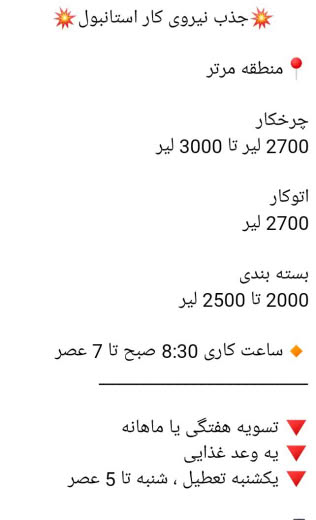 💥جذب نیروی کار استانبول💥
📍منطقه مرتر
چرخکار
2700 لیر تا 3000 لیر
اتوکار
2700 لیر
بسته بندی
2000 تا 2500 لیر
🔸ساعت کاری 8:30 صبح تا 7 عصر
🔻تسویه هفتگی یا ماهانه
🔻یه وعد غذایی
🔻یکشنبه تعطیل ، شنبه تا 5 عصر